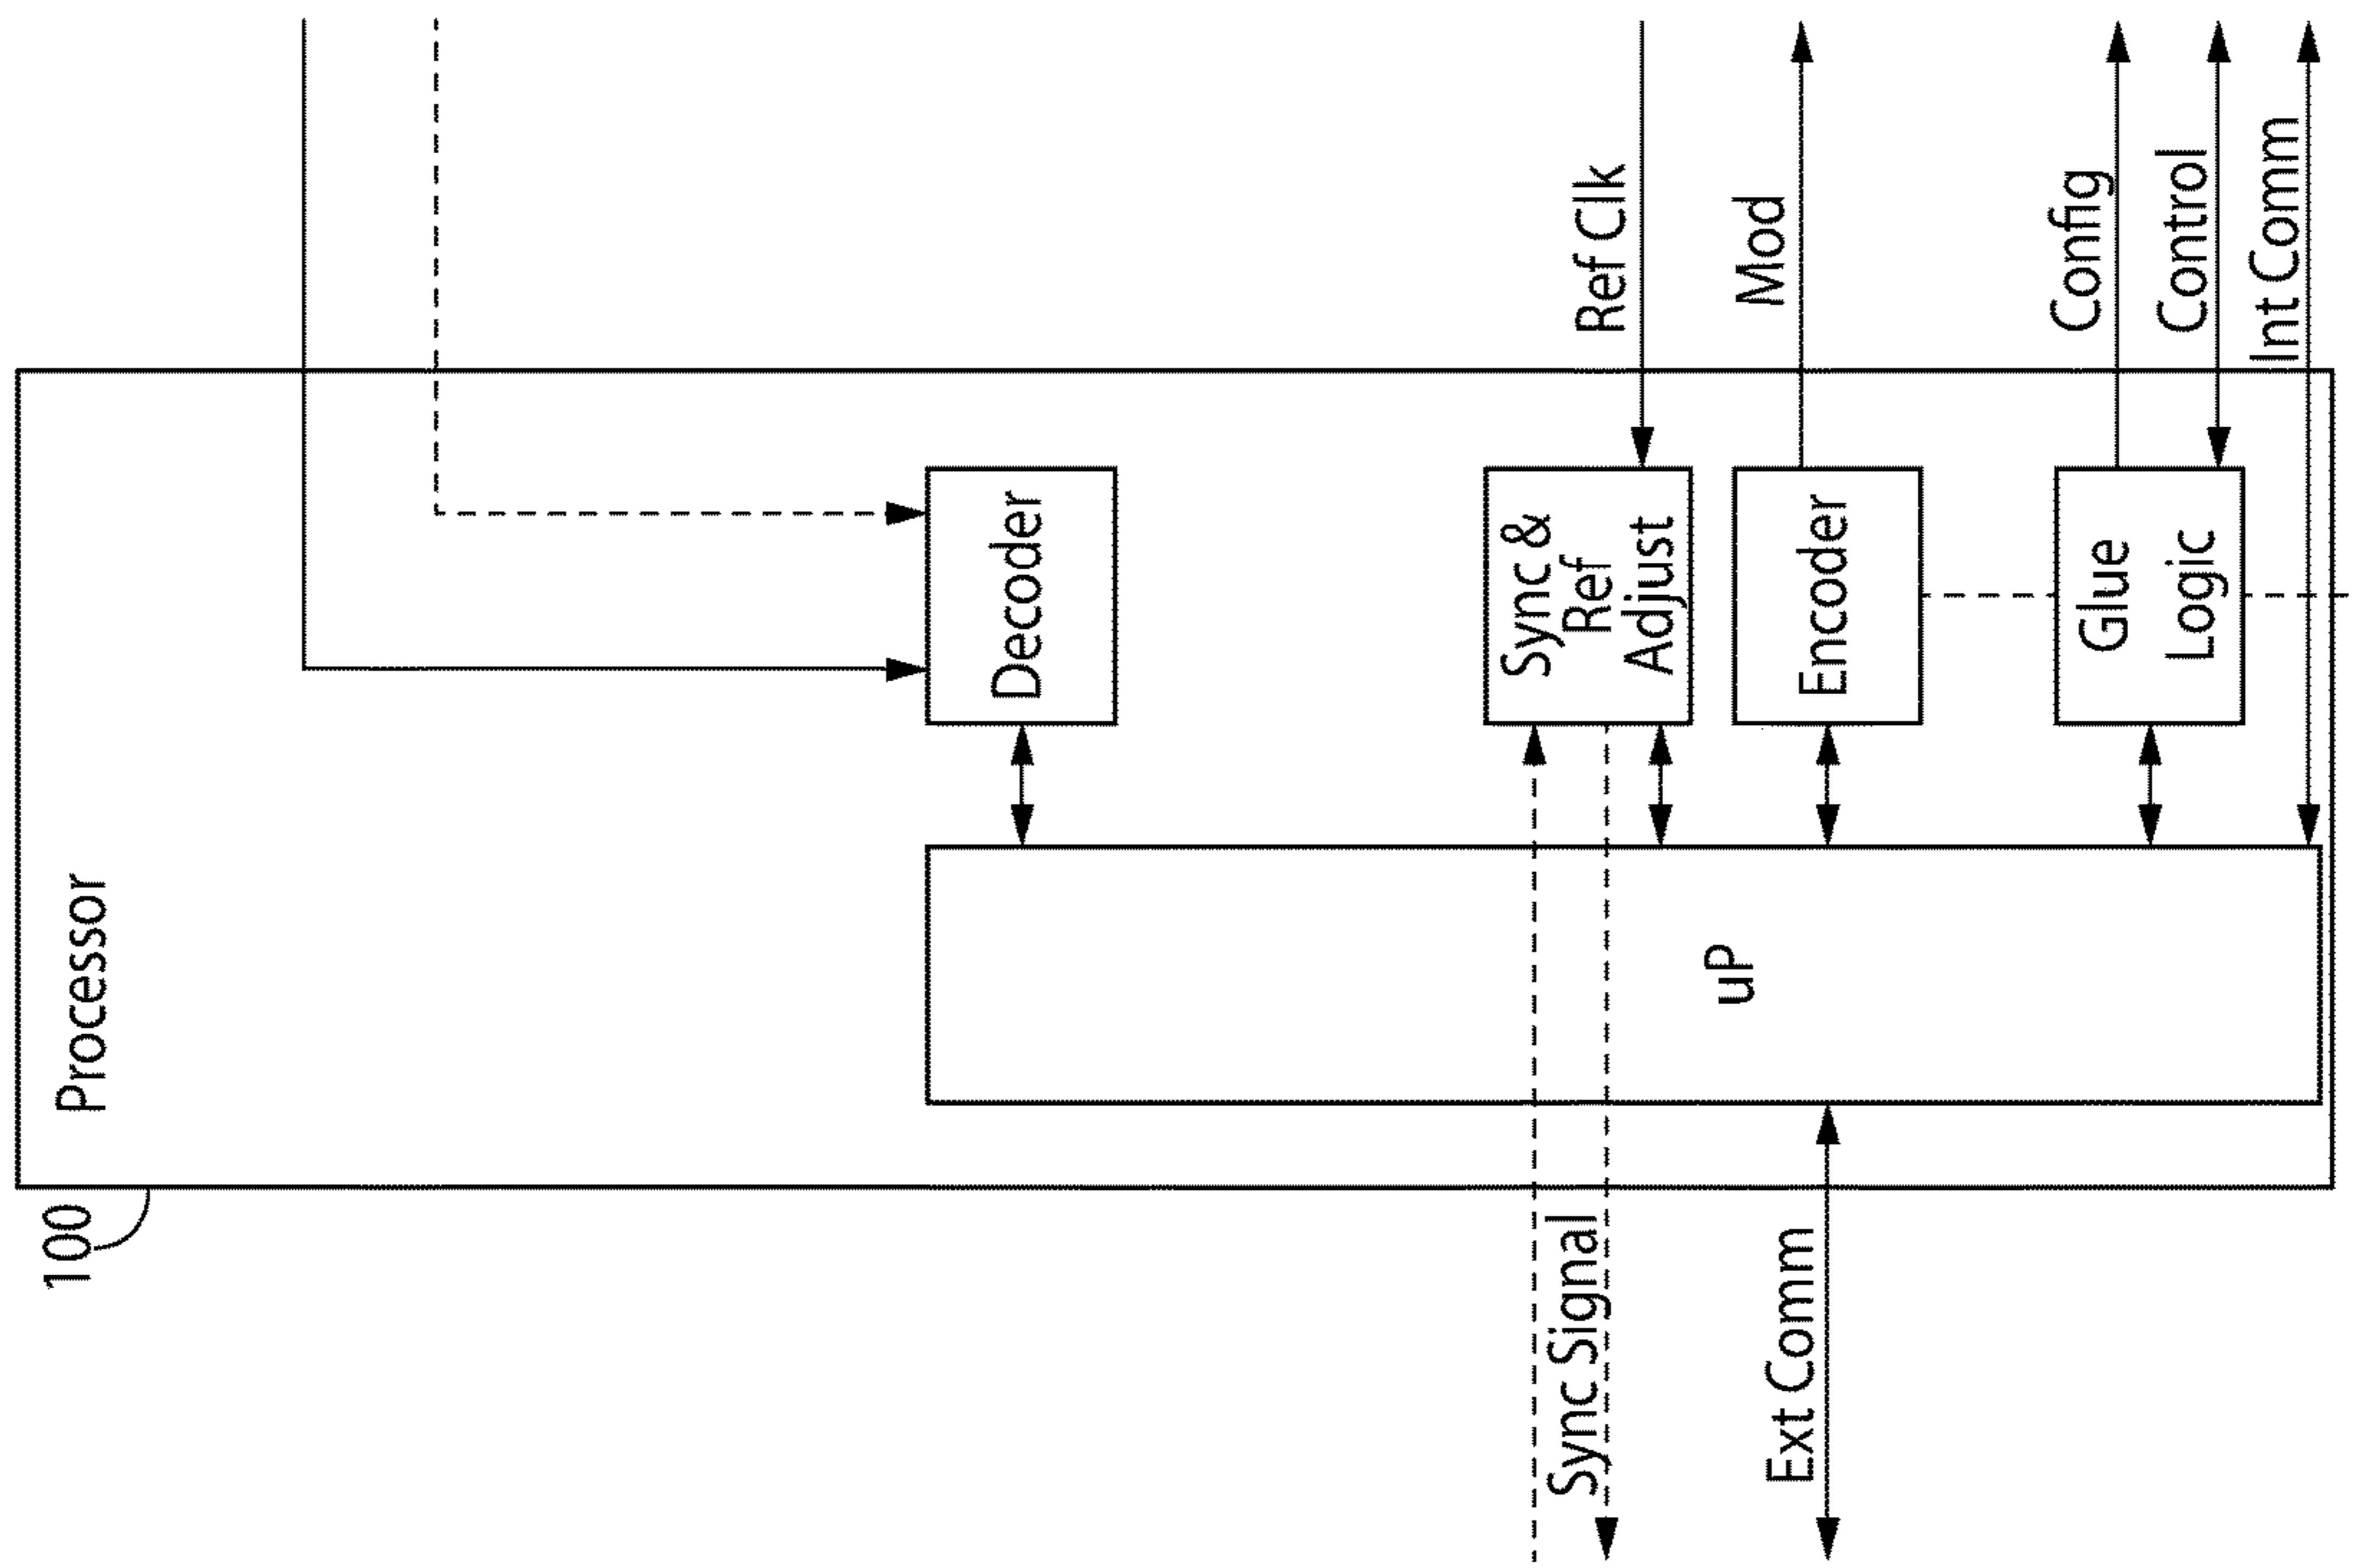 100
Processor
Decoder
Sync &
Ref
Adjust
Encoder
Glue
Logic
uP
Sync Signal
Ext Comm
Ref Clk
Mod
Config
Control
Int Comm